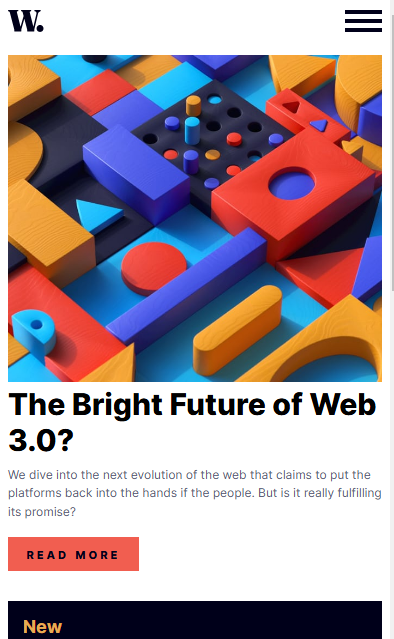 W.
The Bright Future of Web
3.0?
We dive into the next evolution of the web that claims to put the
platforms back into the hands if the people. But is it really fulfilling
its promise?
READ MORE
New